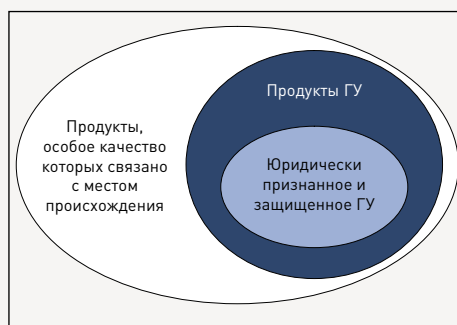 Продукты,
особое качество
которых связано
с местом
происхождения
Продукты ГУ
Юридически
признанное и
защищенное ГУ